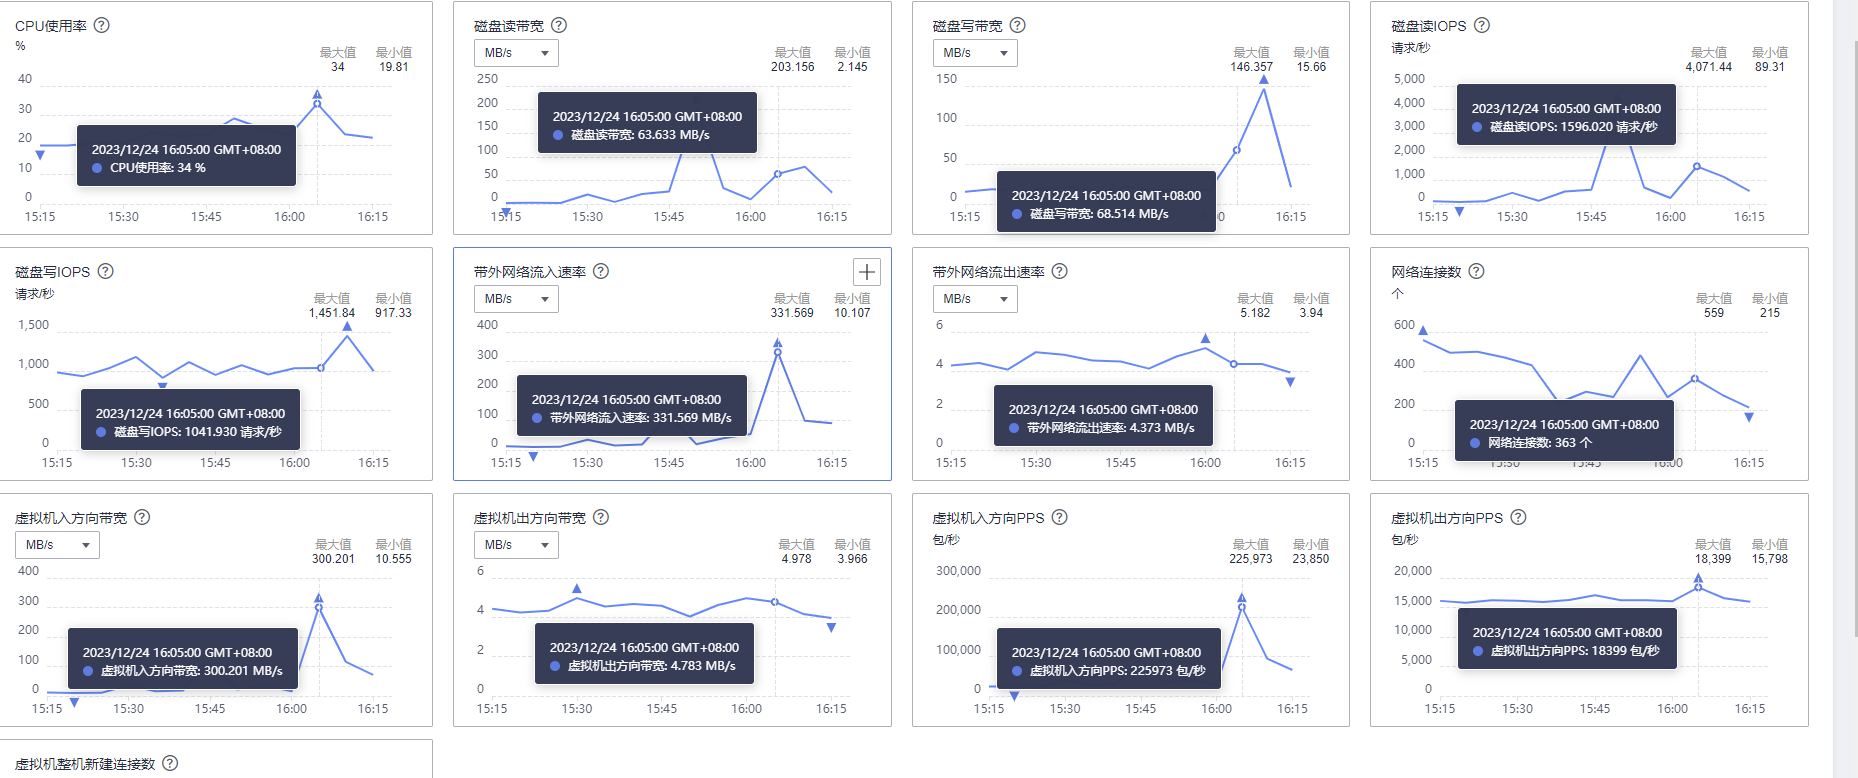 CPU使用率
%
最大值 最小值
34 19.81
40
30
20
10
0
2023/12/24 16:05:00 GMT+08:00
CPU使用率: 34 %
15:15 15:30 15:45 16:00 16:15
磁盘读带宽
MB/s
最大值 最小值
203.156 2.145
250
200
150
100
50
0
2023/12/24 16:05:00 GMT+08:00
磁盘读带宽: 63.633 MB/s
15:15 15:30 15:45 16:00 16:15
磁盘写带宽
MB/s
最大值 最小值
146.357 15.66
150
100
50
0
2023/12/24 16:05:00 GMT+08:00
磁盘写带宽: 68.514 MB/s
15:15 :00 16:15
磁盘读IOPS
请求/秒
最大值 最小值
4,071.44 89.31
5,000
4,000
3,000
2,000
1,000
0
2023/12/24 16:05:00 GMT+08:00
磁盘读IOPS: 1596.020 请求/秒
15:15 15:30 15:45 16:00 16:15
磁盘写IOPS
请求/秒
最大值 最小值
1,451.84 917.33
1,500
1,000
500
0
2023/12/24 16:05:00 GMT+08:00
磁盘写IOPS: 1041.930 请求/秒
15:15 15:30 15:45 16:00 16:15
带外网络流入速率
MB/s
最大值 最小值
331.569 10.107
400
300
200
100
0
2023/12/24 16:05:00 GMT+08:00
带外网络流入速率: 331.569 MB/s
15:15 15:30 15:45 16:00 16:15
带外网络流出速率
MB/s
最大值 最小值
5.182 3.94
6
4
2
0
2023/12/24 16:05:00 GMT+08:00
带外网络流出速率: 4.373 MB/s
15:15 15:30 15:45 16:00 16:15
网络连接数
个
最大值 最小值
559 215
600
400
200
0
2023/12/24 16:05:00 GMT+08:00
网络连接数: 363 个
15:15 15:30 15:45 16:00 16:15
虚拟机入方向带宽
MB/s
最大值 最小值
300.201 10.555
400
300
200
100
0
2023/12/24 16:05:00 GMT+08:00
虚拟机入方向带宽: 300.201 MB/s
15:15 15:30 15:45 16:00 16:15
虚拟机出方向带宽
MB/s
最大值 最小值
4.978 3.966
6
4
2
0
2023/12/24 16:05:00 GMT+08:00
虚拟机出方向带宽: 4.783 MB/s
15:15 15:30 15:45 16:00 16:15
虚拟机入方向PPS
包/秒
最大值 最小值
225,973 23,850
300,000
200,000
100,000
0
2023/12/24 16:05:00 GMT+08:00
虚拟机入方向PPS: 225973 包/秒
15:15 15:30 15:45 16:00 16:15
虚拟机出方向PPS
包/秒
最大值 最小值
18,399 15,798
20,000
15,000
10,000
5,000
0
2023/12/24 16:05:00 GMT+08:00
虚拟机出方向PPS: 18399 包/秒
15:15 15:30 15:45 16:00 16:15
虚拟机整机新建连接数